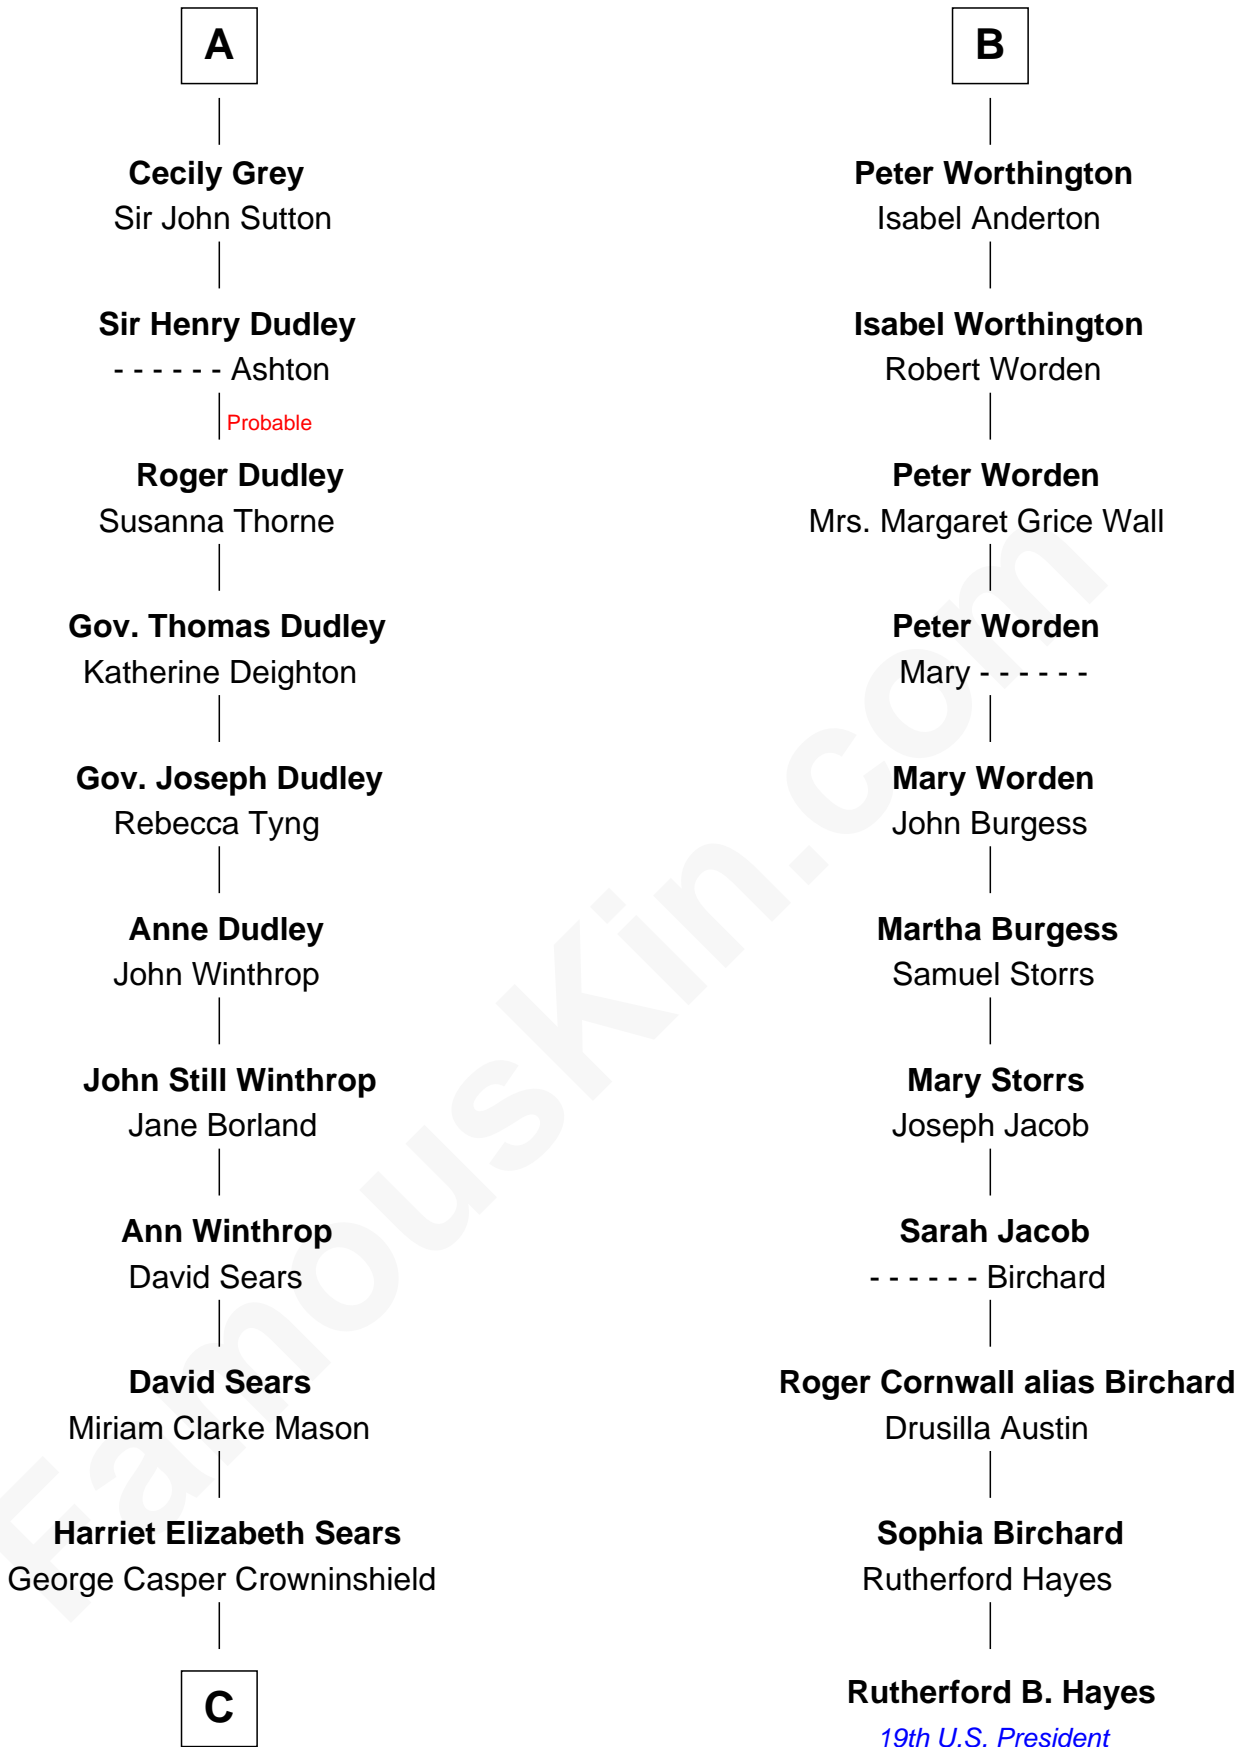 A
Cecily Grey
Sir John Sutton
Sir Henry Dudley
- - - - - - Ashton
Probable
Roger Dudley
Susanna Thorne
Gov. Thomas Dudley
Katherine Deighton
Gov. Joseph Dudley
Rebecca Tyng
Anne Dudley
John Winthrop
John Still Winthrop
Jane Borland
Ann Winthrop
David Sears
David Sears
Miriam Clarke Mason
Harriet Elizabeth Sears
George Casper Crowninshield
C
B
Peter Worthington
Isabel Anderton
Isabel Worthington
Robert Worden
Peter Worden
Mrs. Margaret Grice Wall
Peter Worden
Mary - - - - - -
Mary Worden
John Burgess
Martha Burgess
Samuel Storrs
Mary Storrs
Joseph Jacob
Sarah Jacob
- - - - - - Birchard
Roger Cornwall alias Birchard
Drusilla Austin
Sophia Birchard
Rutherford Hayes
Rutherford B. Hayes
19th U.S. President
FamousKin.com